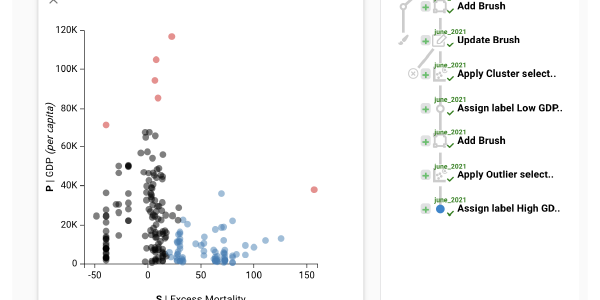 120K
100K
80K
60K
40K
20K
0
-50 0 50 100 150
P | GDP (per capita)
S | Excess Mortality
Add Brush
june_2021
Update Brush
june_2021
Apply Cluster select..
june_2021
Assign label Low GDP..
june_2021
Add Brush
june_2021
Apply Outlier select..
june_2021
Assign label High GD..